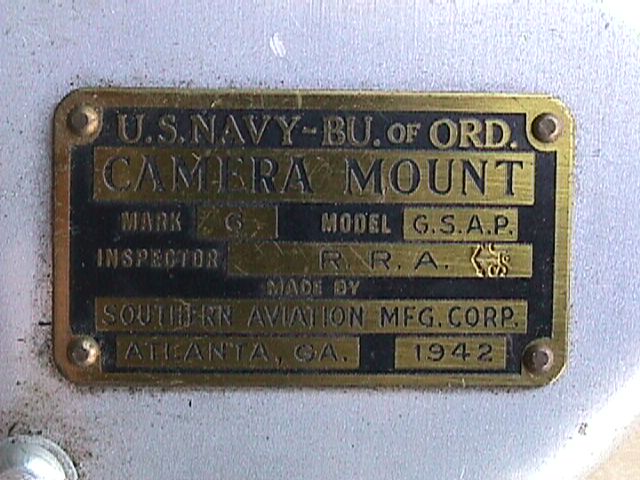 U.S.NAVY-BU. OF ORD.
CAMERA MOUNT
MARK 6 MODEL G.S.A.P.
INSPECTOR R. R. A.
MADE BY
SOUTHERN AVIATION MFG. CORP.
ATLANTA, GA. 1942